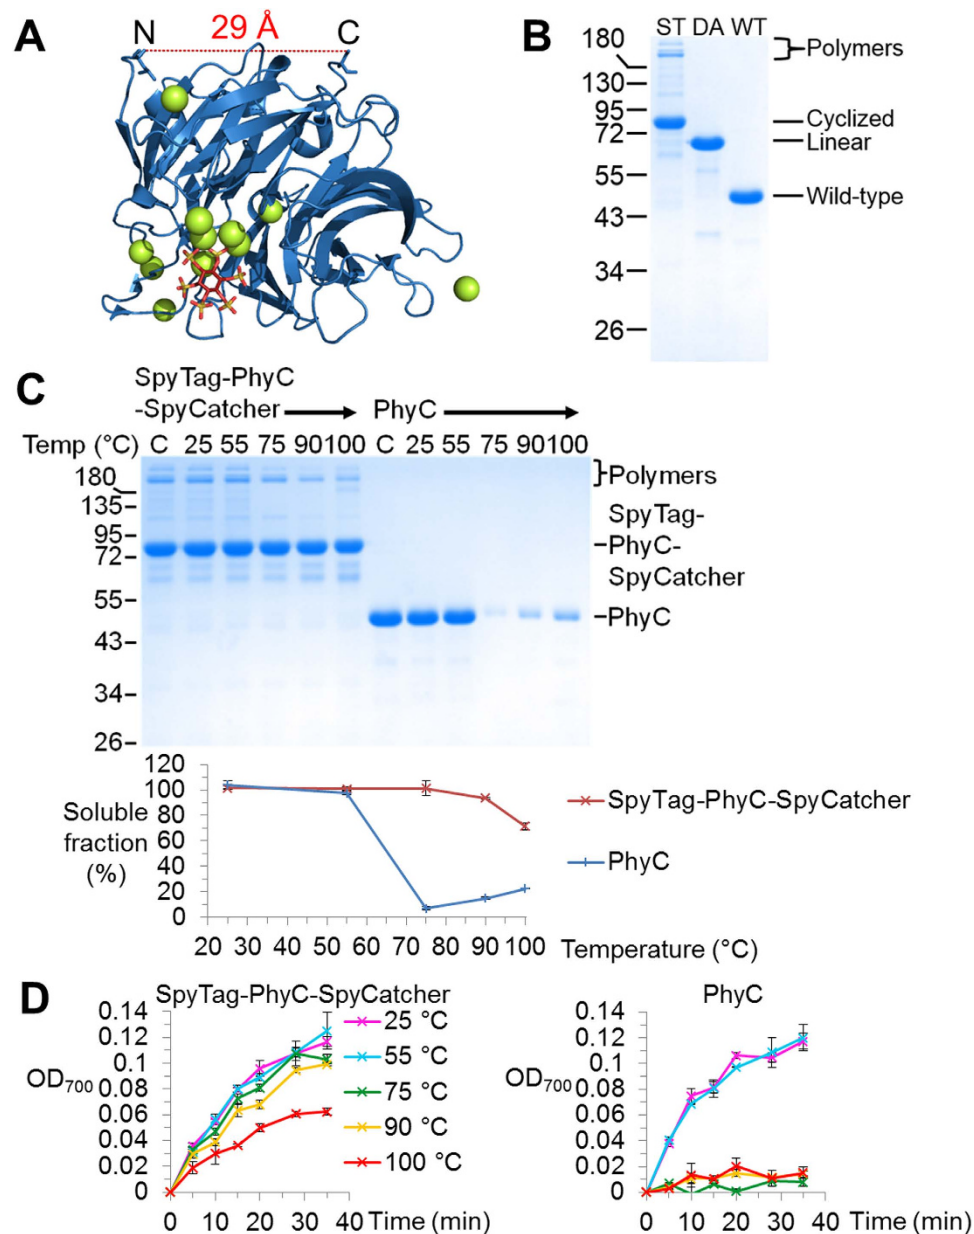 A
N 29 Å C
B
ST DA WT
180
130
95
72
55
43
34
26
Polymers
Cyclized
Linear
Wild-type
C
SpyTag-PhyC
-SpyCatcher
PhyC
Temp (°C) C 25 55 75 90 100 C 25 55 75 90 100
180
135
95
72
55
43
34
26
Polymers
SpyTag-
PhyC-
SpyCatcher
PhyC
120
100
80
60
40
20
0
Soluble
fraction
(%)
20 30 40 50 60 70 80 90 100
Temperature (°C)
SpyTag-PhyC-SpyCatcher
PhyC
D
SpyTag-PhyC-SpyCatcher
0.14
0.12
0.1
0.08
0.06
0.04
0.02
0
OD700
25 °C
55 °C
75 °C
90 °C
100 °C
0 10 20 30 40 Time (min)
PhyC
0.14
0.12
0.1
0.08
0.06
0.04
0.02
0
OD700
0 10 20 30 40 Time (min)